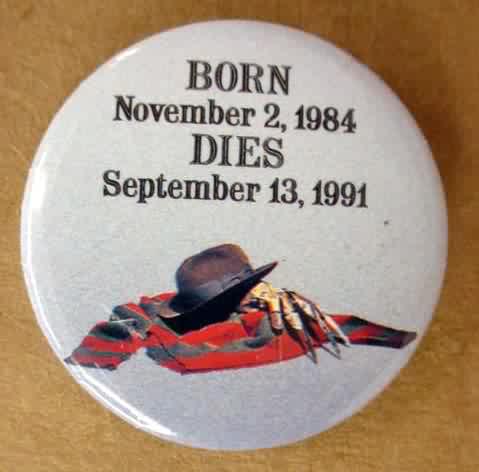 BORN
November 2, 1984
DIES
September 13, 1991